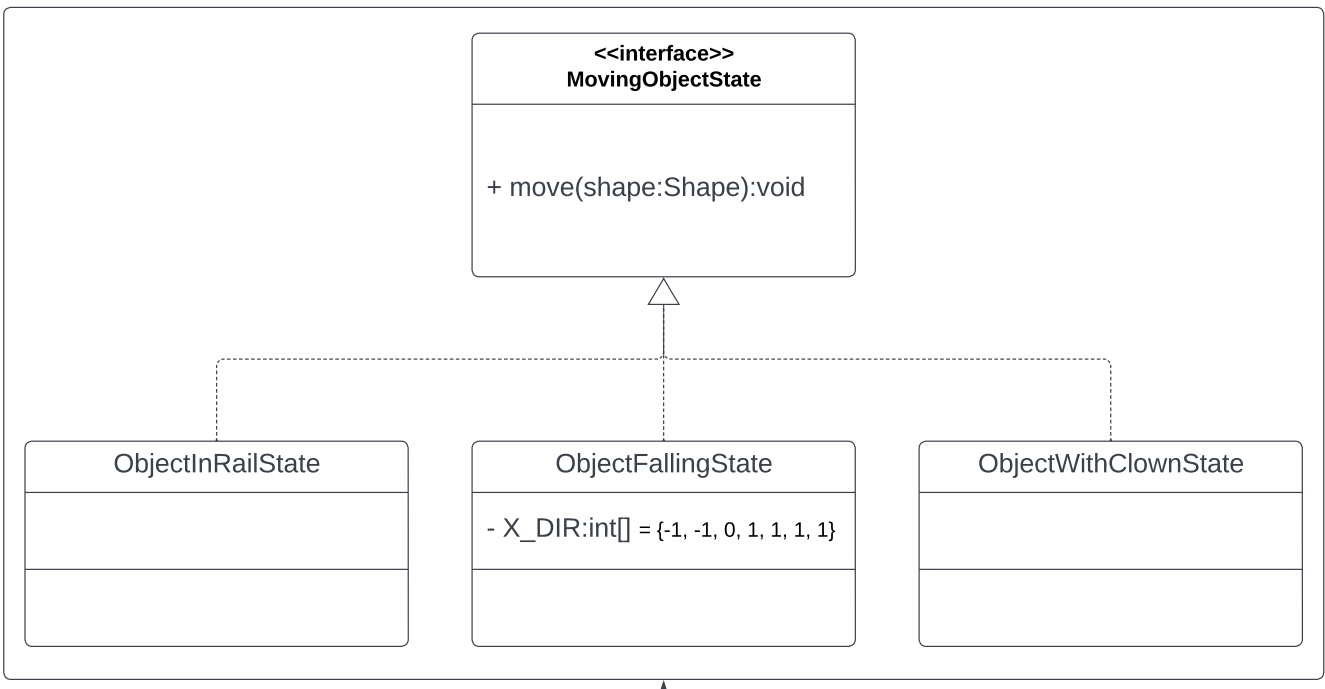 <<interface>>
MovingObjectState
+ move(shape:Shape):void
ObjectInRailState
ObjectFallingState
ObjectWithClownState
- X_DIR:int[] = {-1, -1, 0, 1, 1, 1, 1}